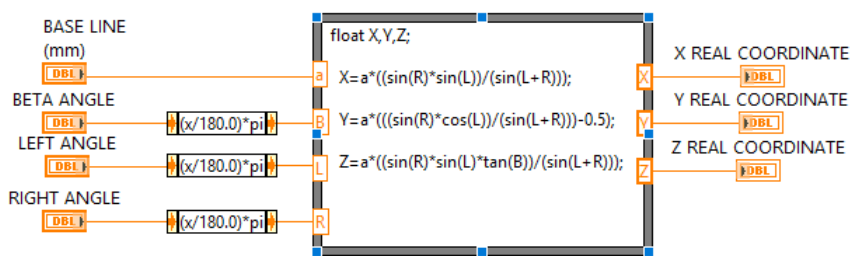 BASE LINE
(mm)
DBL
BETA ANGLE
DBL
(x/180.0)*pi
LEFT ANGLE
DBL
(x/180.0)*pi
RIGHT ANGLE
DBL
(x/180.0)*pi
float X,Y,Z;
a
X=a*((sin(R)*sin(L))/(sin(L+R)));
B
Y=a*(((sin(R)*cos(L))/(sin(L+R)))-0.5);
L
Z=a*((sin(R)*sin(L)*tan(B))/(sin(L+R)));
R
X
Y
Z
X REAL COORDINATE
DBL
Y REAL COORDINATE
DBL
Z REAL COORDINATE
DBL